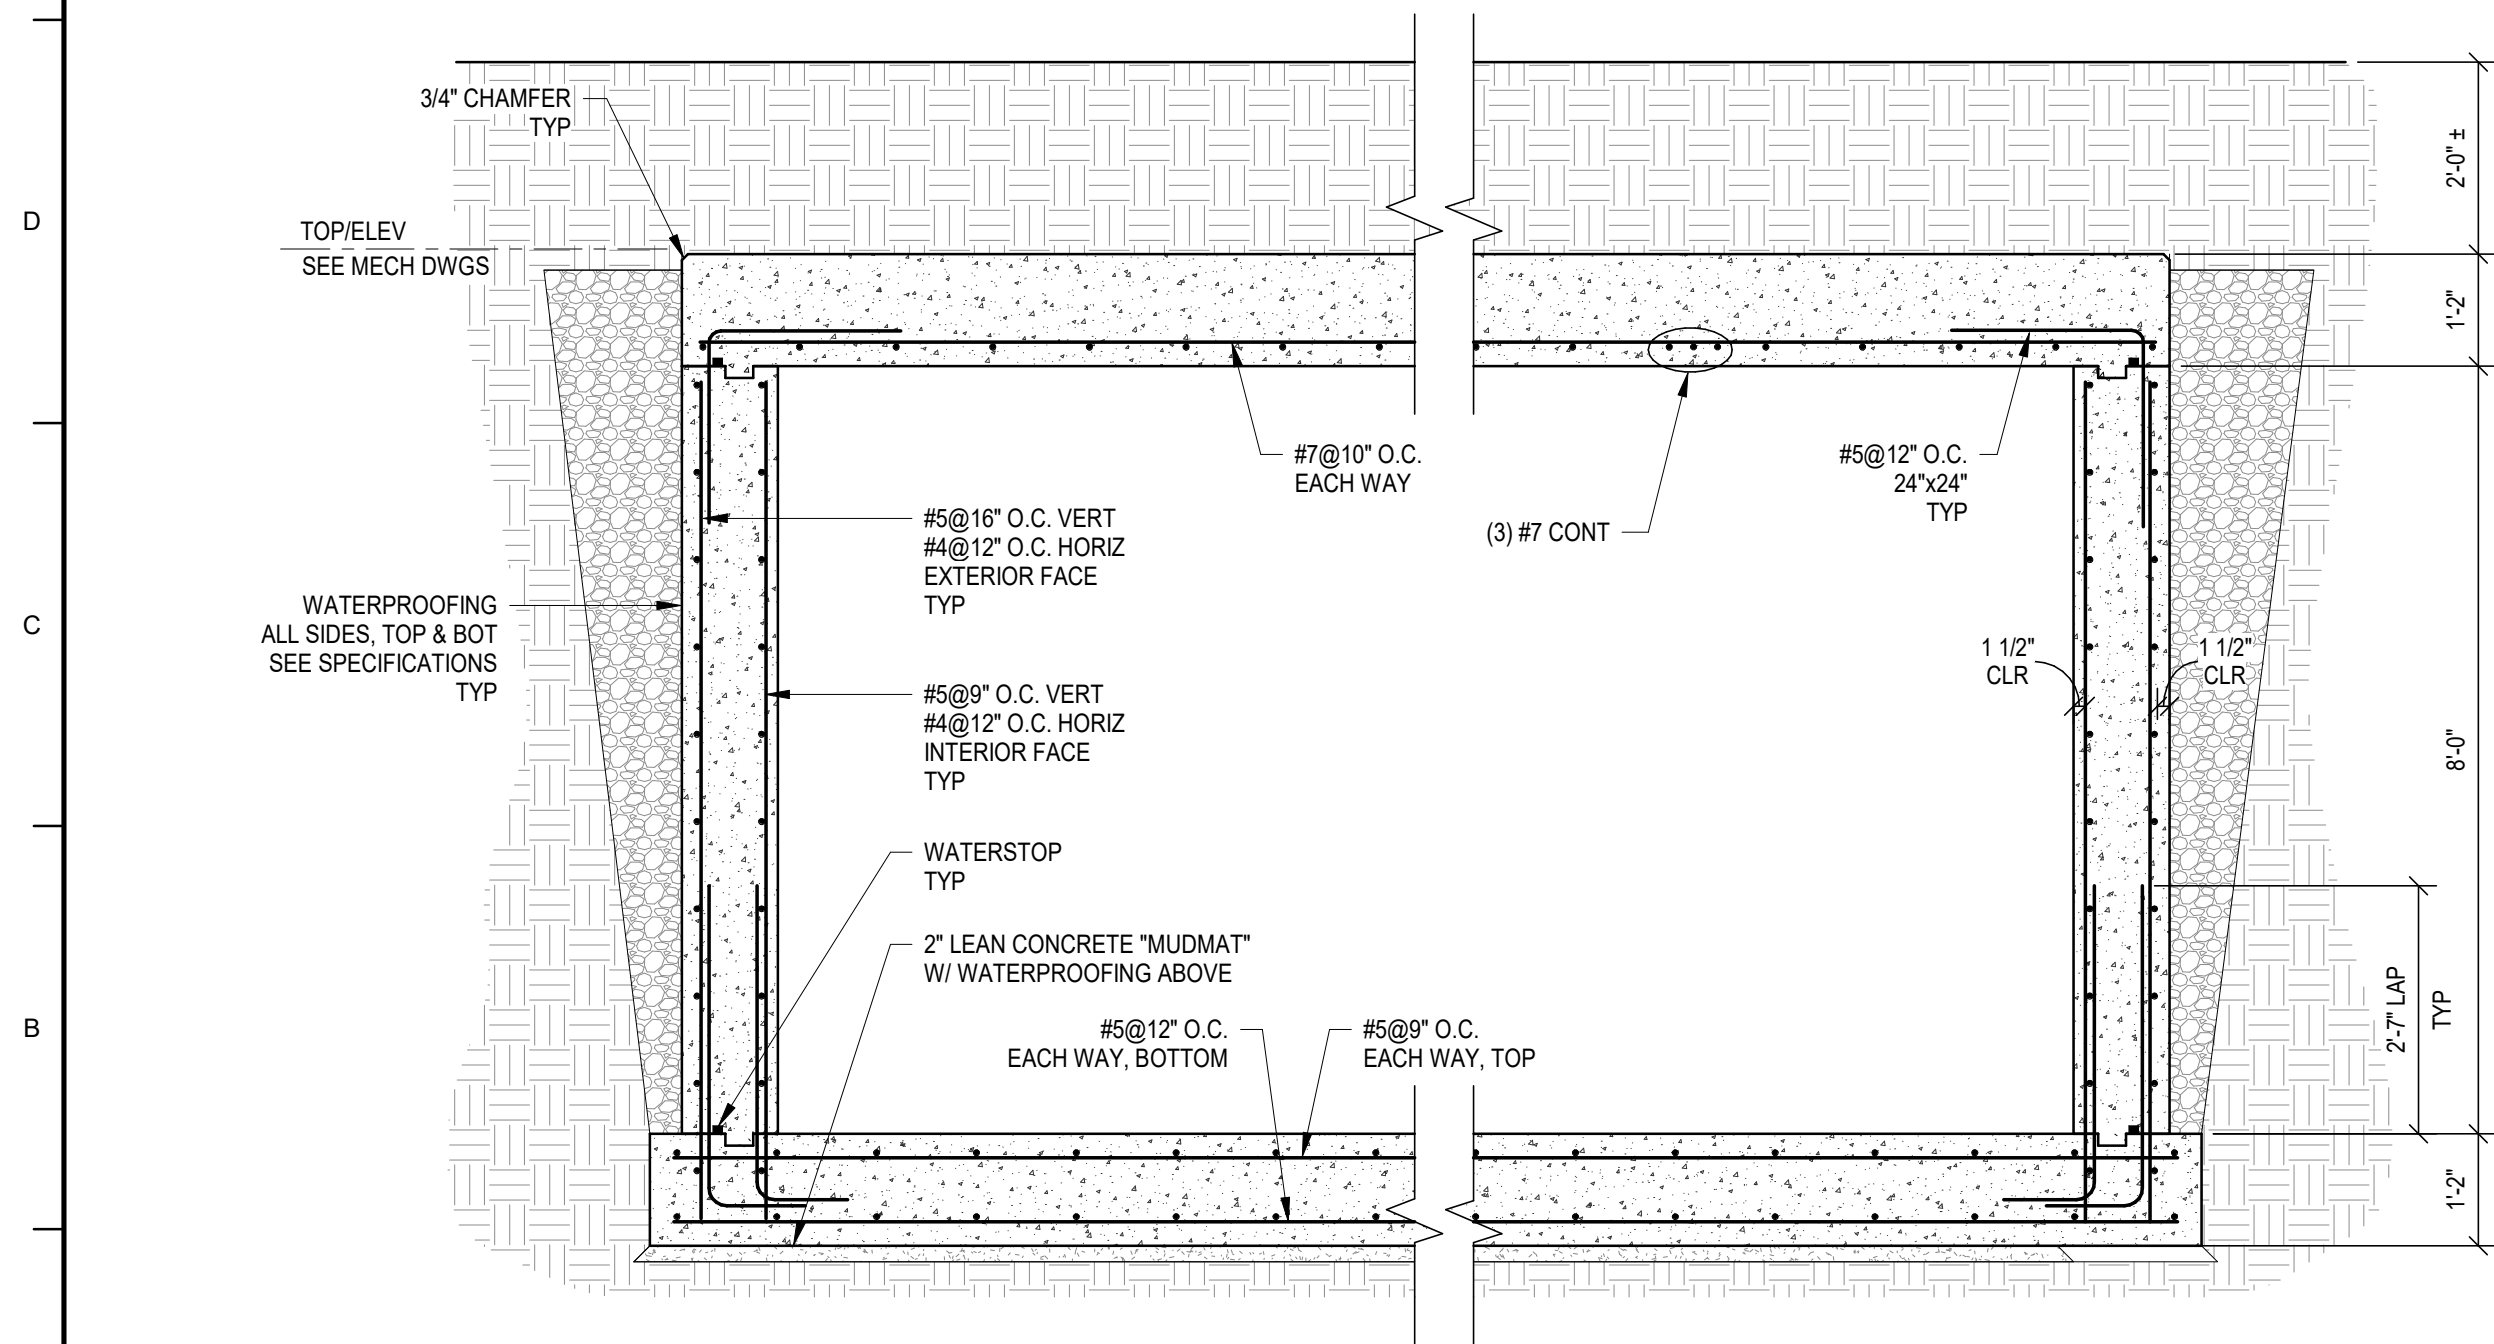 3/4" CHAMFER
TYP
2'-0" ±
D
TOP/ELEV
SEE MECH DWGS
1'-2"
#7@10" O.C.
EACH WAY
#5@12" O.C.
24"x24"
TYP
(3) #7 CONT
#5@16" O.C. VERT
#4@12" O.C. HORIZ
EXTERIOR FACE
TYP
C
WATERPROOFING
ALL SIDES, TOP & BOT
SEE SPECIFICATIONS
TYP
1 1/2"
CLR
1 1/2"
CLR
#5@9" O.C. VERT
#4@12" O.C. HORIZ
INTERIOR FACE
TYP
8'-0"
WATERSTOP
TYP
2" LEAN CONCRETE "MUDMAT"
W/ WATERPROOFING ABOVE
2'-7" LAP
TYP
B
#5@12" O.C.
EACH WAY, BOTTOM
#5@9" O.C.
EACH WAY, TOP
1'-2"